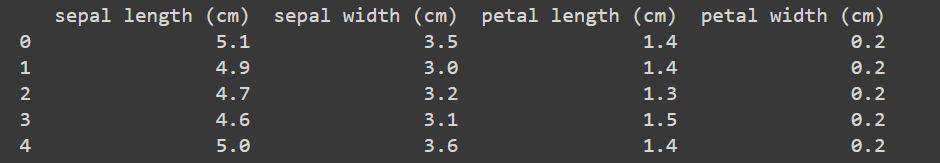 sepal length (cm) sepal width (cm) petal length (cm) petal width (cm)
0 5.1 3.5 1.4 0.2
1 4.9 3.0 1.4 0.2
2 4.7 3.2 1.3 0.2
3 4.6 3.1 1.5 0.2
4 5.0 3.6 1.4 0.2